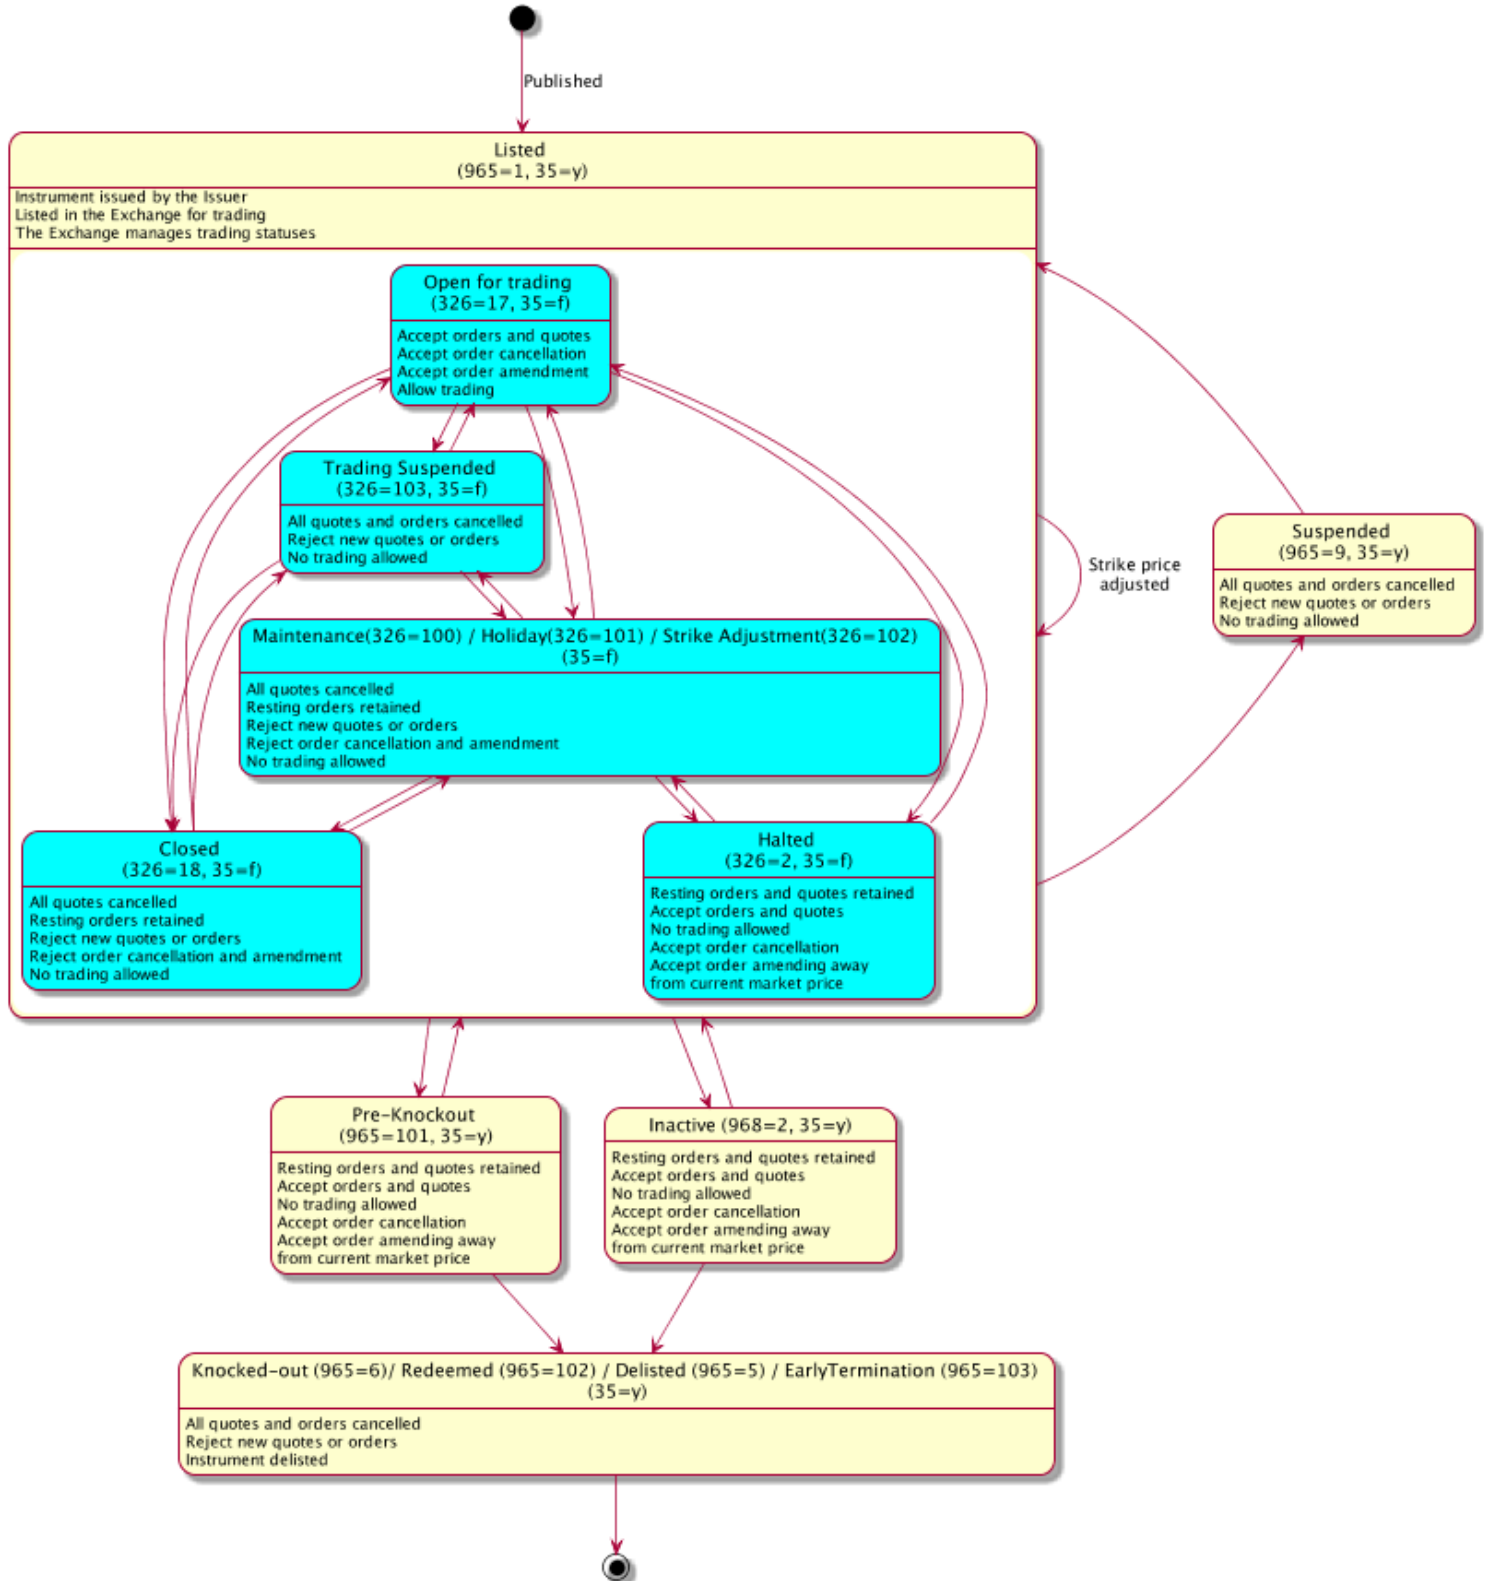 Published
Listed
(965=1, 35=y)
Instrument issued by the Issuer
Listed in the Exchange for trading
The Exchange manages trading statuses
Open for trading
(326=17, 35=f)
Accept orders and quotes
Accept order cancellation
Accept order amendment
Allow trading
Trading Suspended
(326=103, 35=f)
All quotes and orders cancelled
Reject new quotes or orders
No trading allowed
Strike price
adjusted
Suspended
(965=9, 35=y)
All quotes and orders cancelled
Reject new quotes or orders
No trading allowed
Maintenance(326=100) / Holiday(326=101) / Strike Adjustment(326=102)
(35=f)
All quotes cancelled
Resting orders retained
Reject new quotes or orders
Reject order cancellation and amendment
No trading allowed
Closed
(326=18, 35=f)
All quotes cancelled
Resting orders retained
Reject new quotes or orders
Reject order cancellation and amendment
No trading allowed
Halted
(326=2, 35=f)
Resting orders and quotes retained
Accept orders and quotes
No trading allowed
Accept order cancellation
Accept order amending away
from current market price
Pre-Knockout
(965=101, 35=y)
Resting orders and quotes retained
Accept orders and quotes
No trading allowed
Accept order cancellation
Accept order amending away
from current market price
Inactive (968=2, 35=y)
Resting orders and quotes retained
Accept orders and quotes
No trading allowed
Accept order cancellation
Accept order amending away
from current market price
Knocked-out (965=6)/ Redeemed (965=102) / Delisted (965=5) / EarlyTermination (965=103)
(35=y)
All quotes and orders cancelled
Reject new quotes or orders
Instrument delisted